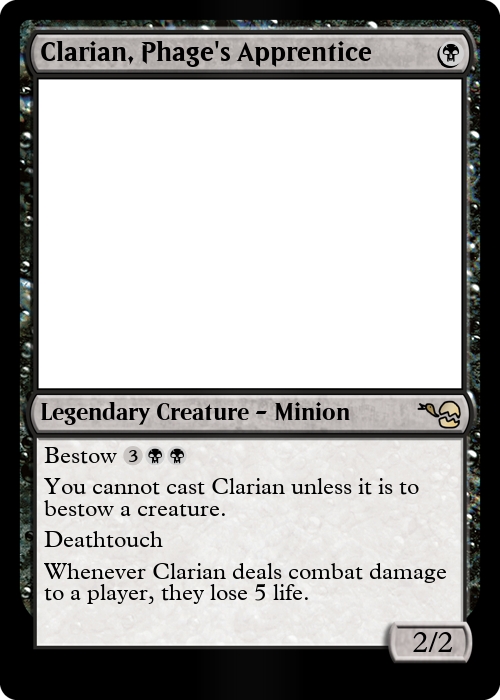 Clarian, Phage's Apprentice
Legendary Creature - Minion
Bestow 3
You cannot cast Clarian unless it is to
bestow a creature.
Deathtouch
Whenever Clarian deals combat damage
to a player, they lose 5 life.
2/2